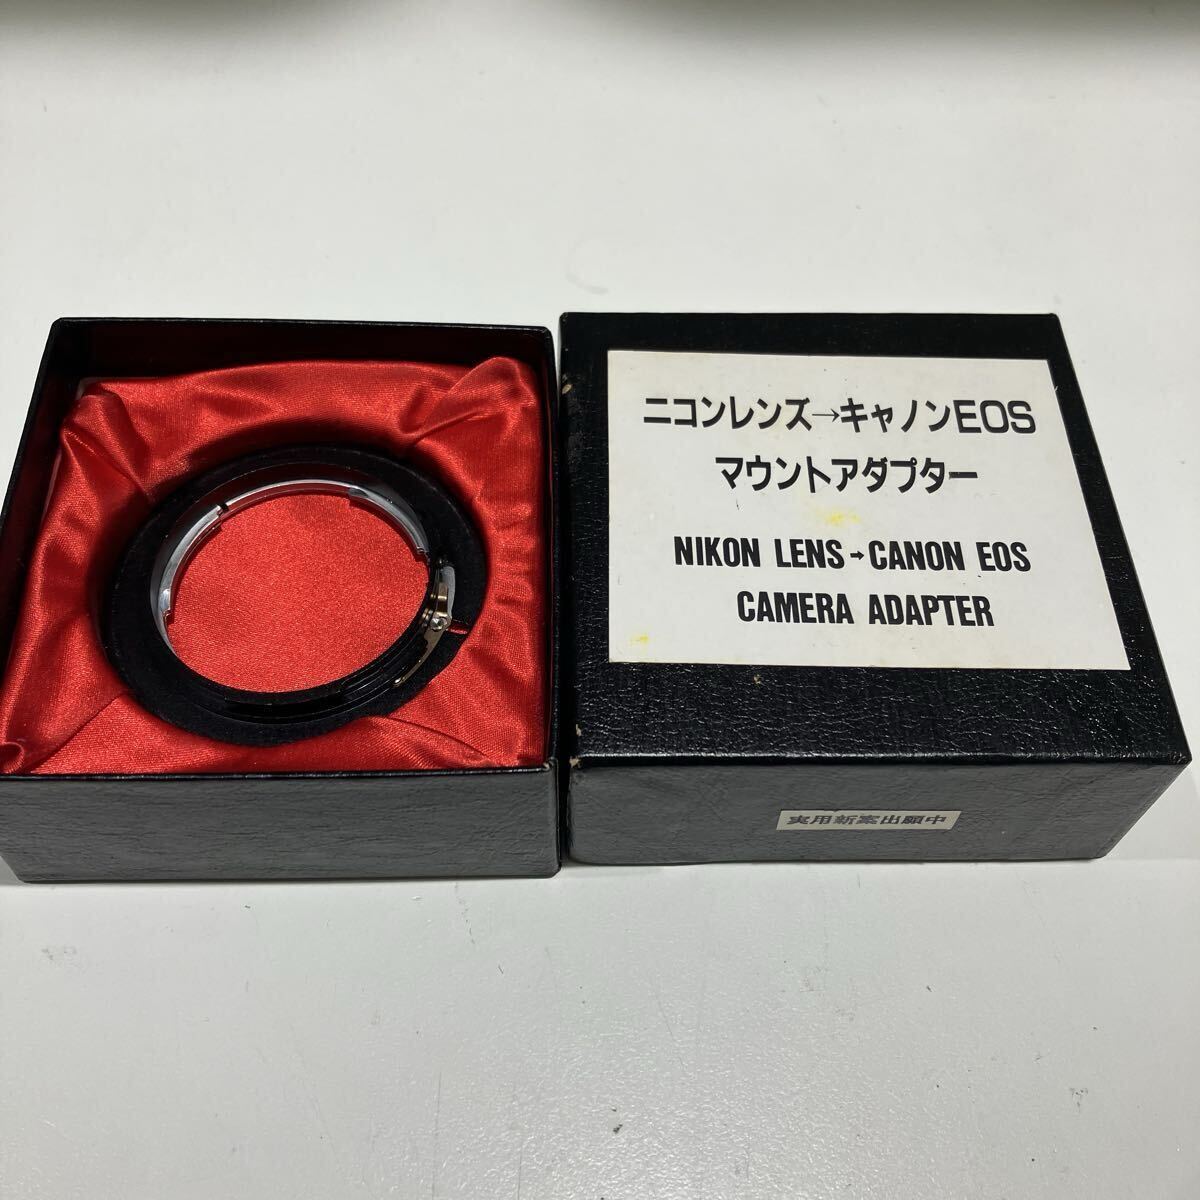 ニコンレンズ→キャノンEOS
マウントアダプター
NIKON LENS→CANON EOS
CAMERA ADAPTER
実用新案出願中